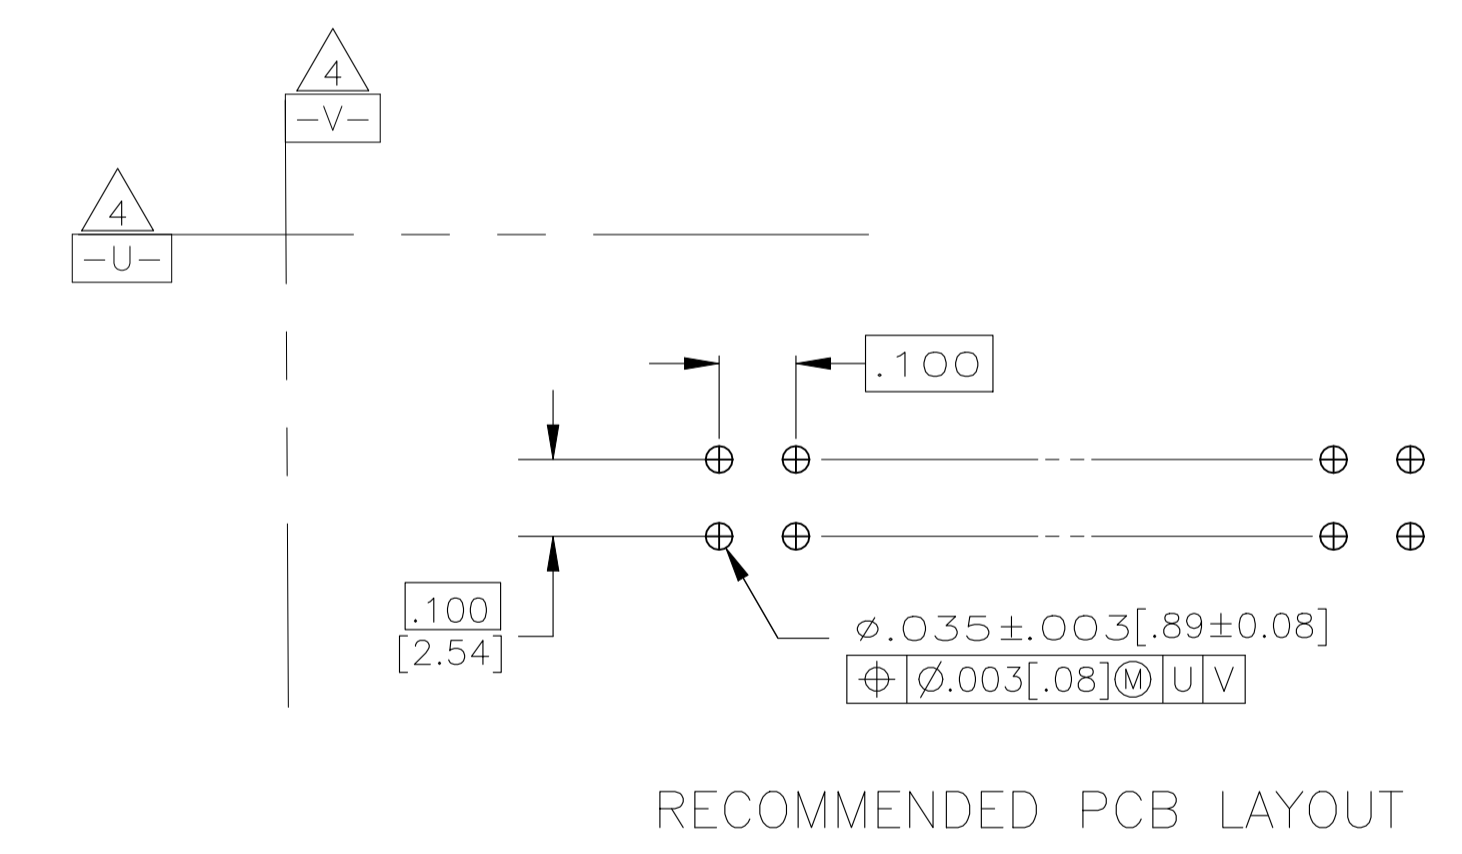 4
-V-
4
-U-
.100
.100
[2.54]
⌀.035±.003[.89±0.08]
⌖ ⌀.003[.08]Ⓜ U V
RECOMMENDED PCB LAYOUT